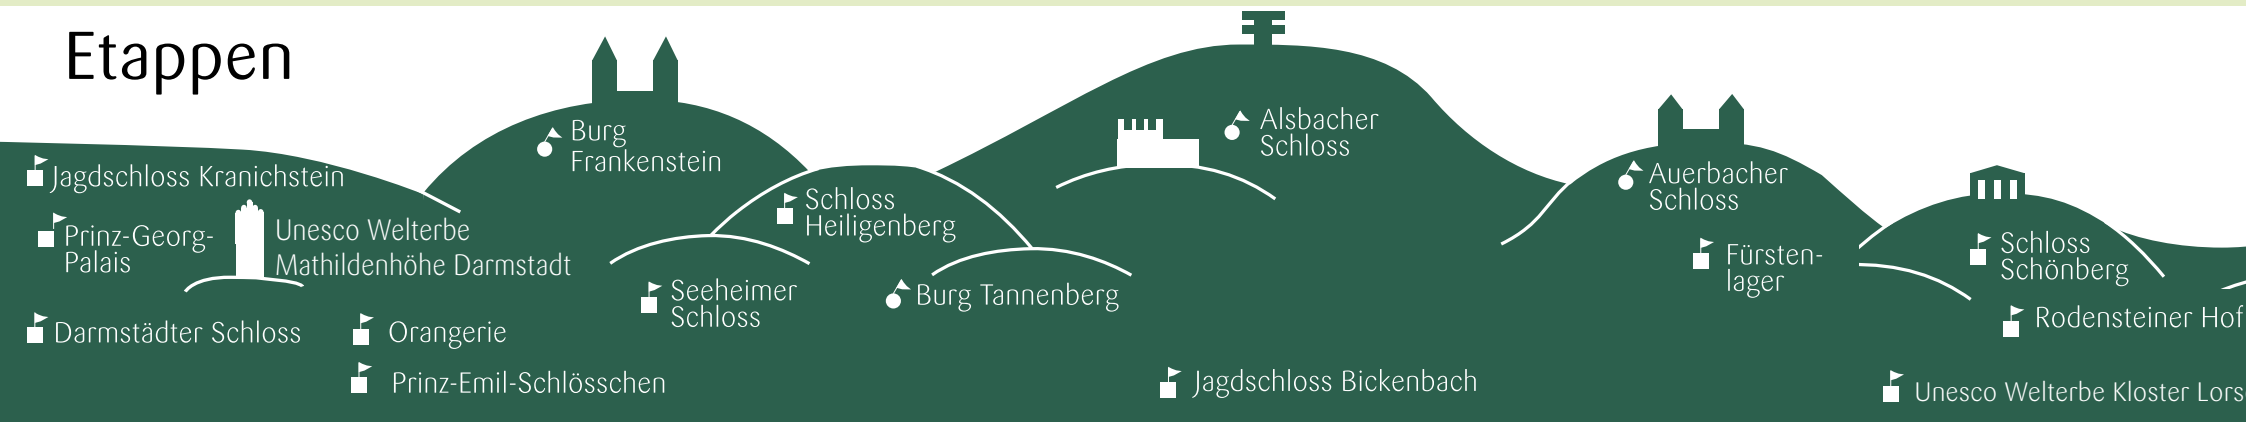 Etappen
Jagdschloss Kranichstein
Prinz-Georg-
Palais
Unesco Welterbe
Mathildenhöhe Darmstadt
Darmstädter Schloss
Orangerie
Prinz-Emil-Schlösschen
Burg
Frankenstein
Schloss
Heiligenberg
Seeheimer
Schloss
Burg Tannenberg
Alsbacher
Schloss
Jagdschloss Bickenbach
Auerbacher
Schloss
Fürsten-
lager
Schloss
Schönberg
Rodensteiner Hof
Unesco Welterbe Kloster Lors